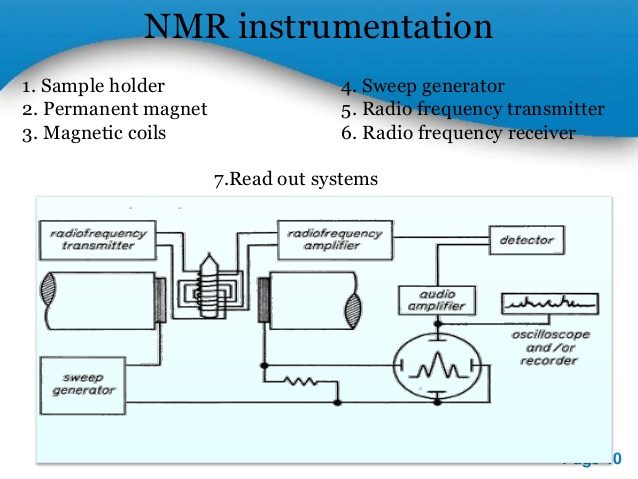 NMR instrumentation
1. Sample holder
2. Permanent magnet
3. Magnetic coils
4. Sweep generator
5. Radio frequency transmitter
6. Radio frequency receiver
7.Read out systems
radiofrequency
transmitter
radiofrequency
amplifier
detector
audio
amplifier
oscilloscope
and/or
recorder
sweep
generator